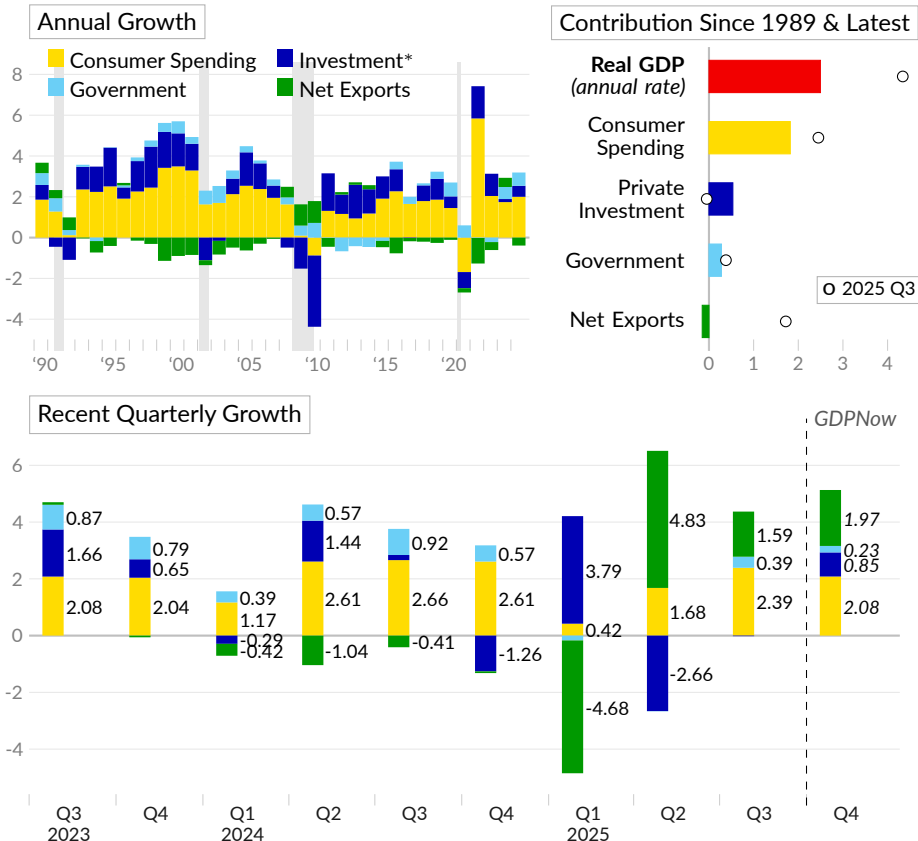 Annual Growth
Consumer Spending
Investment*
Government
Net Exports
8
6
4
2
0
-2
-4
‘90
‘95
‘00
‘05
‘10
‘15
‘20
Contribution Since 1989 & Latest
Real GDP
(annual rate)
Consumer
Spending
Private
Investment
Government
Net Exports
2025 Q3
0
1
2
3
4
Recent Quarterly Growth
GDPNow
6
4
2
0
-2
-4
0.87
1.66
2.08
0.79
0.65
2.04
0.39
1.17
-0.29
-0.42
0.57
1.44
2.61
-1.04
0.92
2.66
-0.41
0.57
2.61
-1.26
3.79
0.42
-4.68
4.83
1.68
-2.66
1.59
0.39
2.39
1.97
0.23
0.85
2.08
Q3
2023
Q4
Q1
2024
Q2
Q3
Q4
Q1
2025
Q2
Q3
Q4